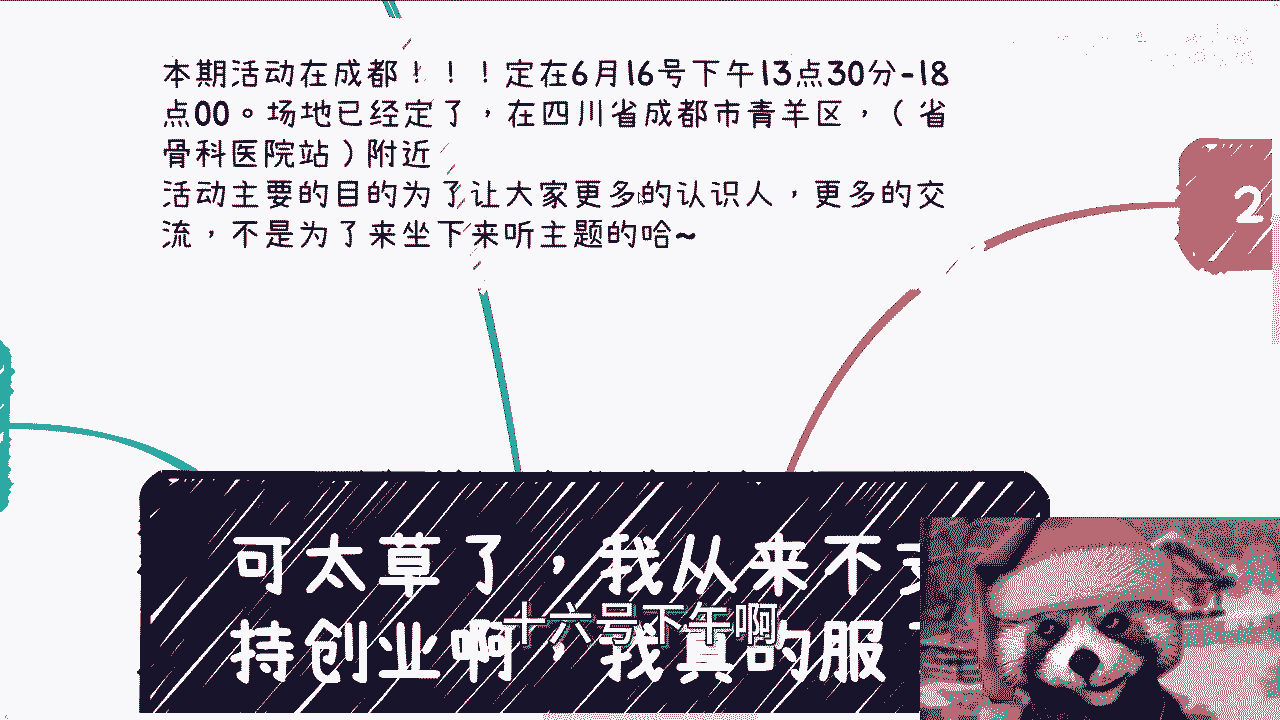 本期活动在成都！！！定在6月16号下午13点30分-18
点00。场地已经定了，在四川省成都市青羊区，（省
骨科医院站）附近
活动主要的目的为了让大家更多的认识人，更多的交
流，不是为了来坐下来听主题的哈~
2
可太草了，我从来不支
持创业啊，我真的服了
十六号下午啊